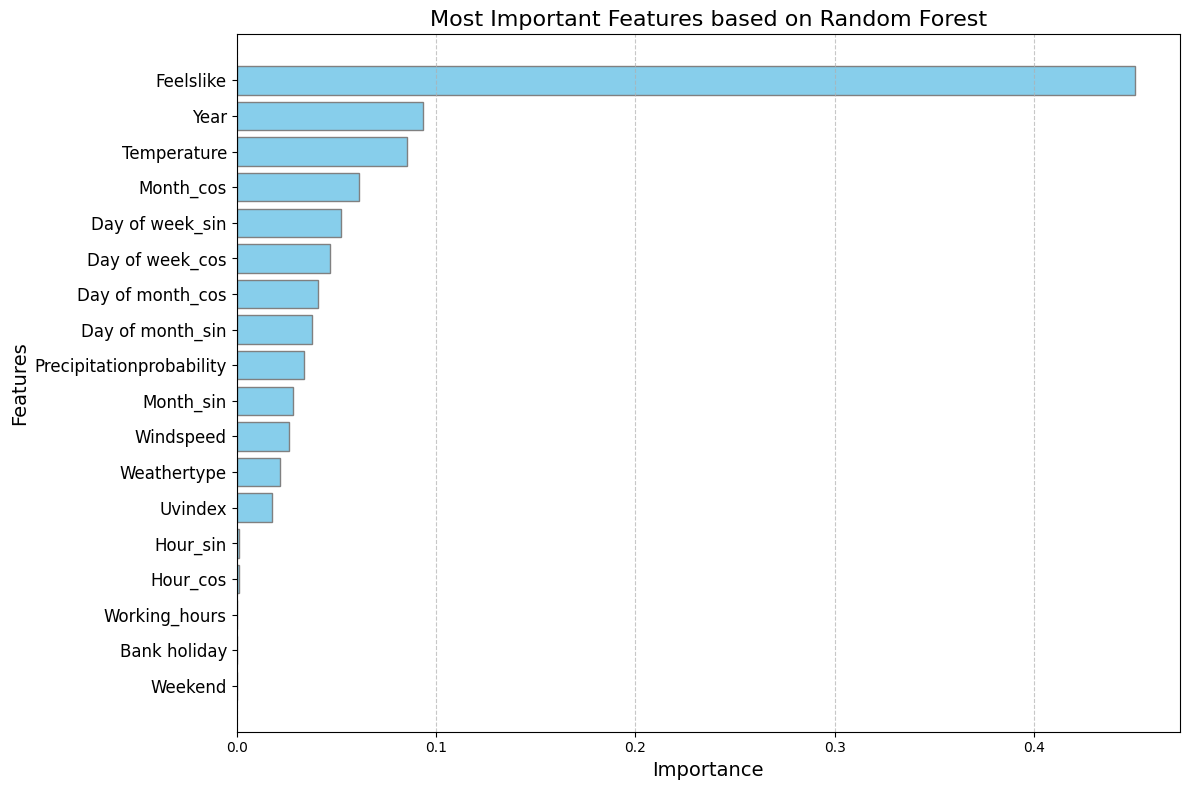 Most Important Features based on Random Forest
Feelslike
Year
Temperature
Month_cos
Day of week_sin
Day of week_cos
Day of month_cos
Day of month_sin
Precipitationprobability
Month_sin
Windspeed
Weathertype
Uvindex
Hour_sin
Hour_cos
Working_hours
Bank holiday
Weekend
Features
0.0 0.1 0.2 0.3 0.4
Importance